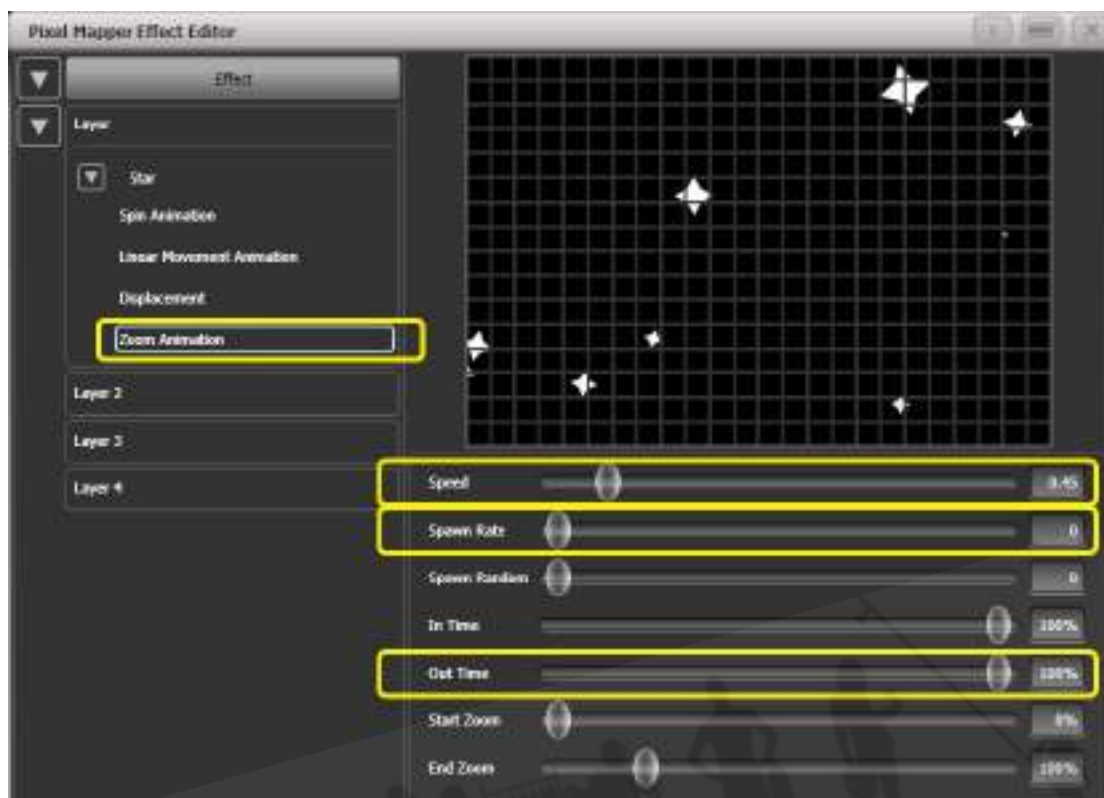 Pixel Mapper Effect Editor
Effect
Layer
Star
Spin Animation
Linear Movement Animation
Displacement
Zoom Animation
Layer 2
Layer 3
Layer 4
Speed 0.45
Spawn Rate 0
Spawn Random 0
In Time 100%
Out Time 100%
Start Zoom 0%
End Zoom 100%